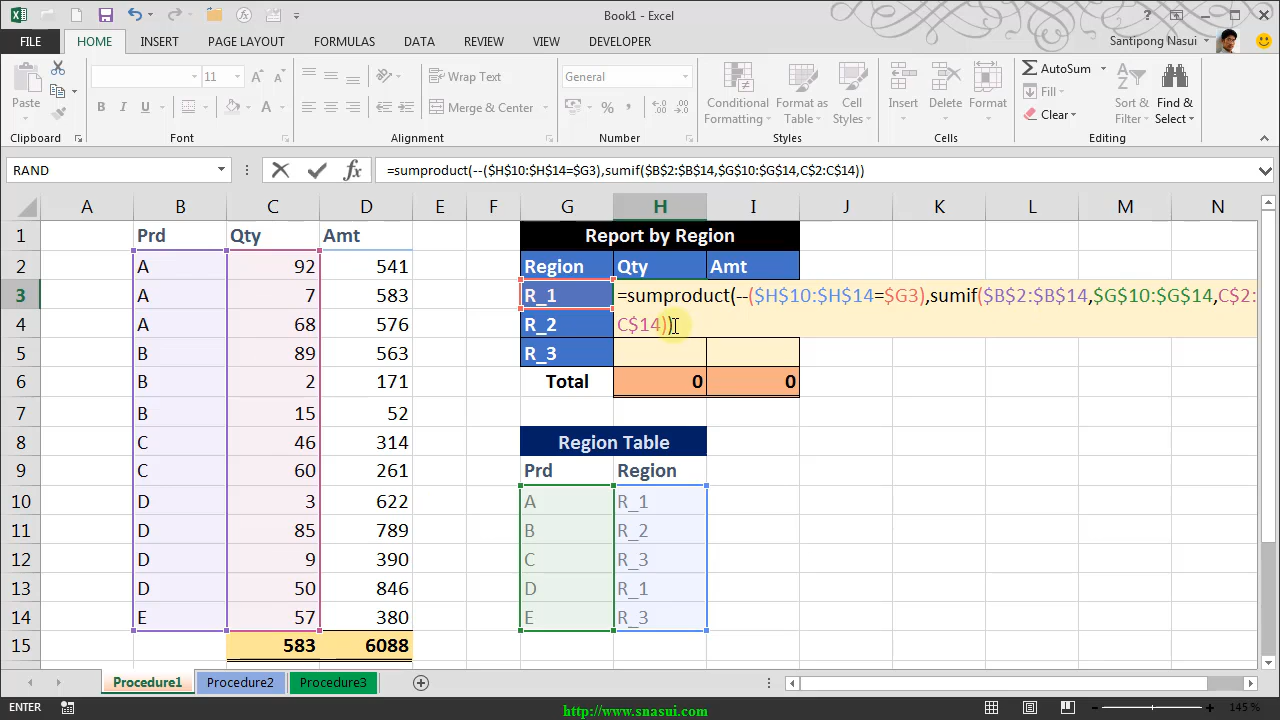 Book1 - Excel
?
FILE HOME INSERT PAGE LAYOUT FORMULAS DATA REVIEW VIEW DEVELOPER Santipong Nasui
Paste
11
B I U
Wrap Text
Merge & Center
General
Conditional Formatting
Format as Table
Cell Styles
Insert Delete Format
AutoSum
Fill
Clear
Sort & Filter
Find & Select
Clipboard Font Alignment Number Styles Cells Editing
RAND =sumproduct(--($H$10:$H$14=$G3),sumif($B$2:$B$14,$G$10:$G$14,C$2:C$14))
A B C D E F G H I J K L M N
1 Prd Qty Amt Report by Region
2 A 92 541 Region Qty Amt
3 A 7 583 R_1 =sumproduct(--($H$10:$H$14=$G3),sumif($B$2:$B$14,$G$10:$G$14,C$2:
4 A 68 576 R_2 C$14))
5 B 89 563 R_3
6 B 2 171 Total 0 0
7 B 15 52
8 C 46 314 Region Table
9 C 60 261 Prd Region
10 D 3 622 A R_1
11 D 85 789 B R_2
12 D 9 390 C R_3
13 D 50 846 D R_1
14 E 57 380 E R_3
15 583 6088
Procedure1 Procedure2 Procedure3
ENTER http://www.snasui.com 145 %